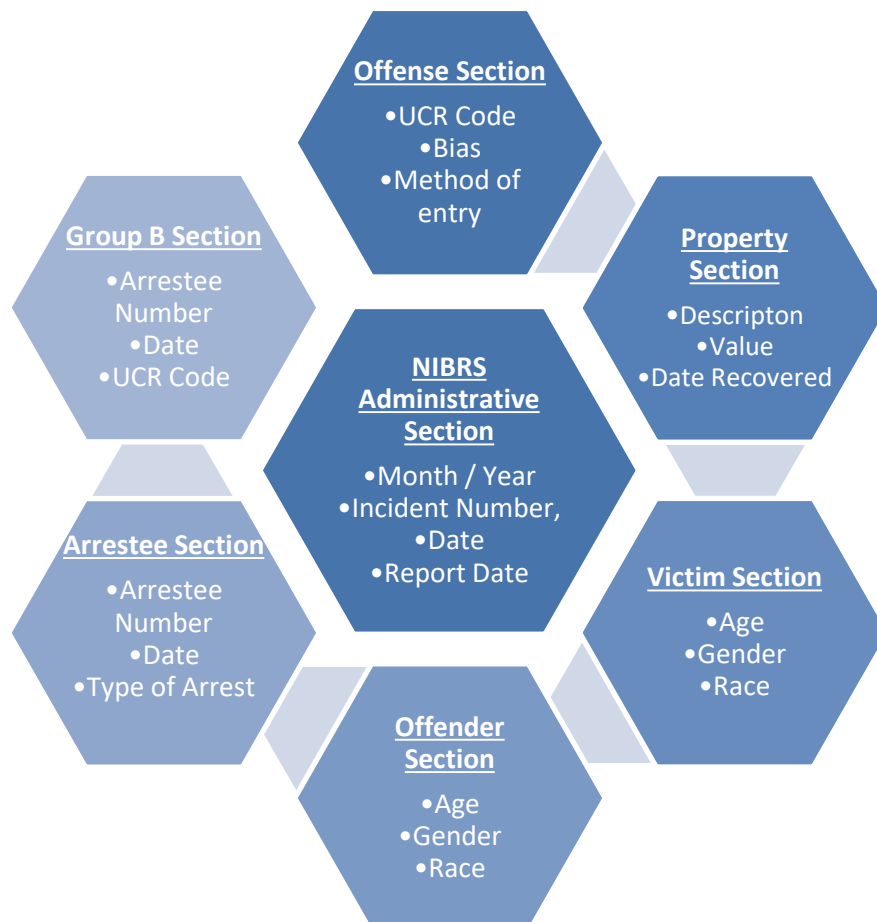 Offense Section
•UCR Code
•Bias
•Method of
entry
Property
Section
•Descripton
•Value
•Date Recovered
Victim Section
•Age
•Gender
•Race
Offender
Section
•Age
•Gender
•Race
Arrestee Section
•Arrestee
Number
•Date
•Type of Arrest
Group B Section
•Arrestee
Number
•Date
•UCR Code
NIBRS
Administrative
Section
•Month / Year
•Incident Number,
•Date
•Report Date